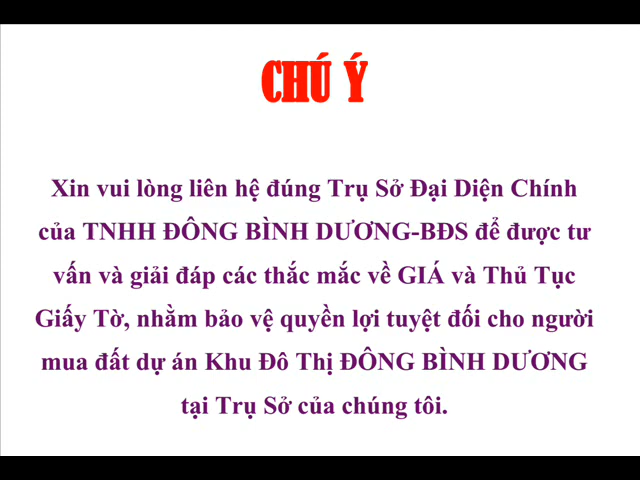 CHÚ Ý
Xin vui lòng liên hệ đúng Trụ Sở Đại Diện Chính
của TNHH ĐÔNG BÌNH DƯƠNG-BĐS để được tư
vấn và giải đáp các thắc mắc về GIÁ và Thủ Tục
Giấy Tờ, nhằm bảo vệ quyền lợi tuyệt đối cho người
mua đất dự án Khu Đô Thị ĐÔNG BÌNH DƯƠNG
tại Trụ Sở của chúng tôi.